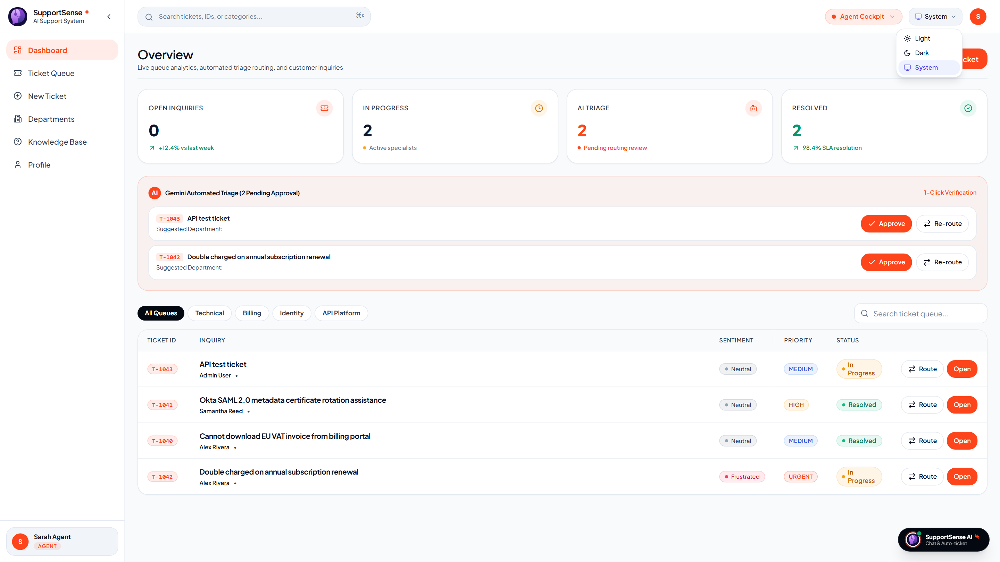 SupportSense
AI Support System
Search tickets, IDs, or categories...
⌘K
Agent Cockpit
System
S
Light
Dark
System
Dashboard
Ticket Queue
New Ticket
Departments
Knowledge Base
Profile
Overview
Live queue analytics, automated triage routing, and customer inquiries
OPEN INQUIRIES
0
+12.4% vs last week
IN PROGRESS
2
Active specialists
AI TRIAGE
2
Pending routing review
RESOLVED
2
98.4% SLA resolution
AI Gemini Automated Triage (2 Pending Approval)
1-Click Verification
T-1043 API test ticket
Suggested Department:
Approve
Re-route
T-1042 Double charged on annual subscription renewal
Suggested Department:
Approve
Re-route
All Queues
Technical
Billing
Identity
API Platform
Search ticket queue...
TICKET ID INQUIRY SENTIMENT PRIORITY STATUS
T-1043
API test ticket
Admin User •
Neutral
MEDIUM
In
Progress
Route
Open
T-1041
Okta SAML 2.0 metadata certificate rotation assistance
Samantha Reed •
Neutral
HIGH
Resolved
Route
Open
T-1040
Cannot download EU VAT invoice from billing portal
Alex Rivera •
Neutral
MEDIUM
Resolved
Route
Open
T-1042
Double charged on annual subscription renewal
Alex Rivera •
Frustrated
URGENT
In
Progress
Route
Open
S
Sarah Agent
AGENT
SupportSense AI
Chat & Auto-ticket